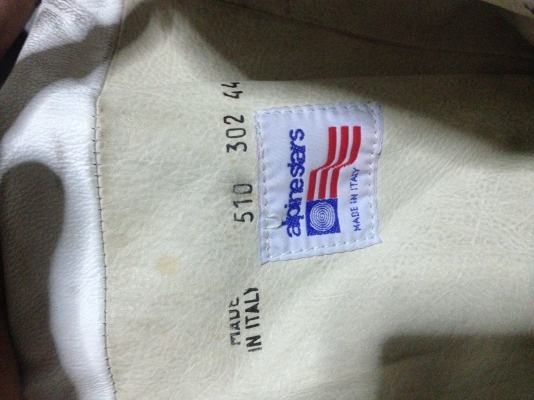 510 302 44
MADE
IN ITALY
alpinestars
MADE IN ITALY